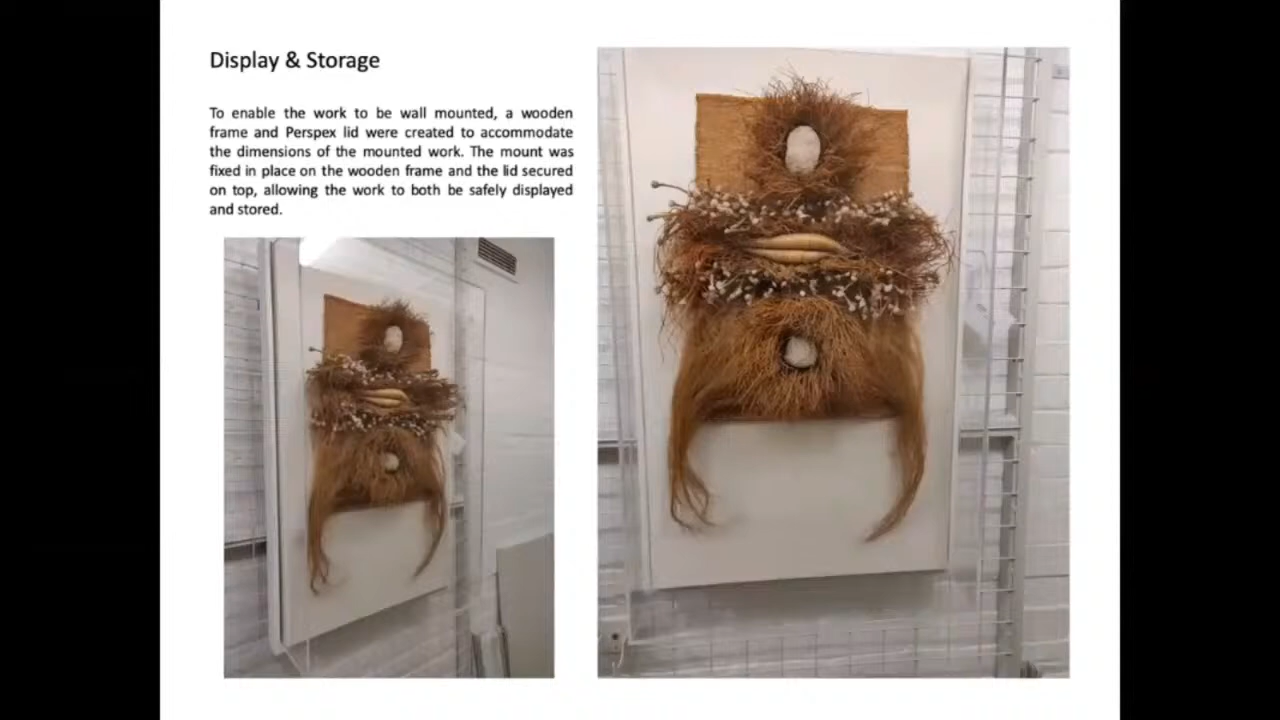 Display & Storage
To enable the work to be wall mounted, a wooden
frame and Perspex lid were created to accommodate
the dimensions of the mounted work. The mount was
fixed in place on the wooden frame and the lid secured
on top, allowing the work to both be safely displayed
and stored.